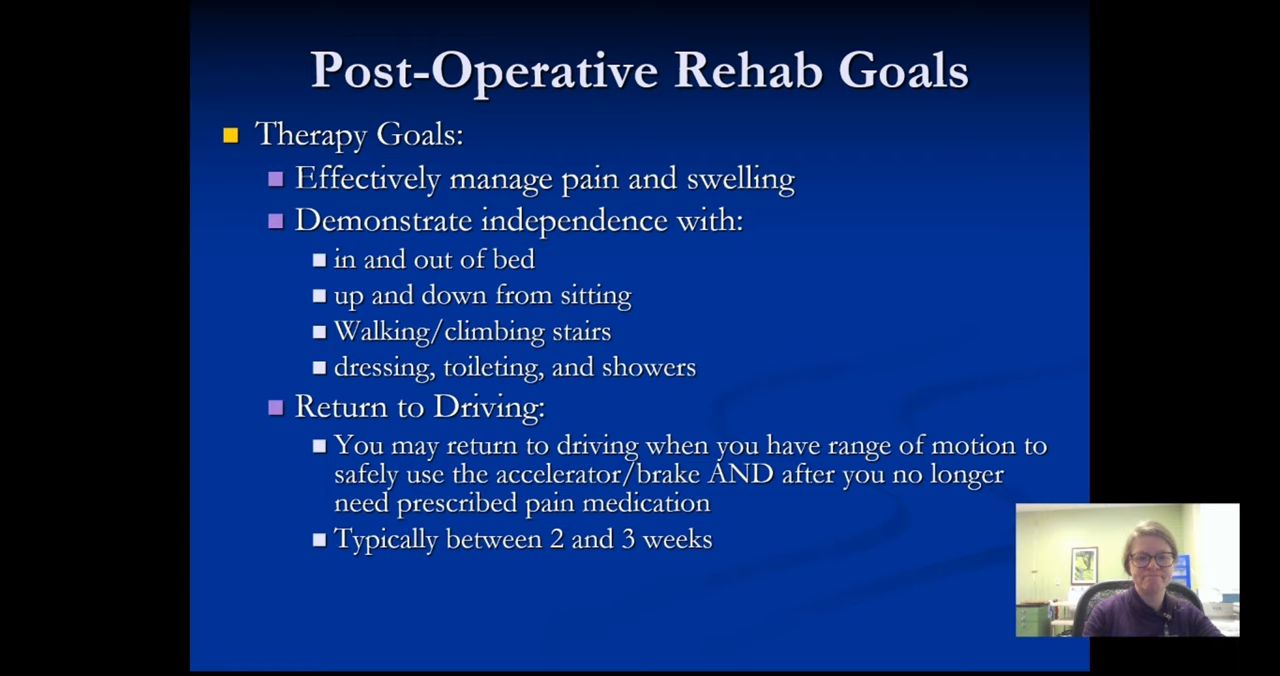 Post-Operative Rehab Goals
Therapy Goals:
Effectively manage pain and swelling
Demonstrate independence with:
in and out of bed
up and down from sitting
Walking/climbing stairs
dressing, toileting, and showers
Return to Driving:
You may return to driving when you have range of motion to
safely use the accelerator/brake AND after you no longer
need prescribed pain medication
Typically between 2 and 3 weeks